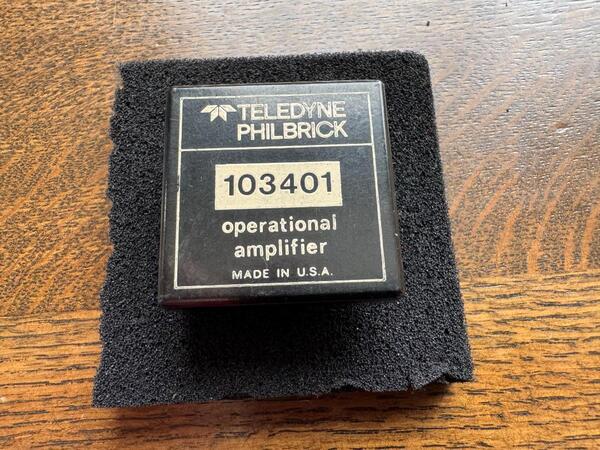 TELEDYNE
PHILBRICK
103401
operational
amplifier
MADE IN U.S.A.